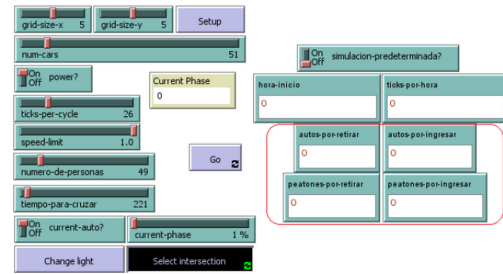 grid-size-x 5
grid-size-y 5
Setup
num-cars 51
On
Off
power?
Current Phase
0
ticks-per-cycle 26
speed-limit 1.0
Go
numero-de-personas 49
tiempo-para-cruzar 221
On
Off
current-auto?
current-phase 1 %
Change light
Select intersection
On
Off
simulacion-predeterminada?
hora-inicio
0
ticks-por-hora
0
autos-por-retirar
0
autos-por-ingresar
0
peatones-por-retirar
0
peatones-por-ingresar
0